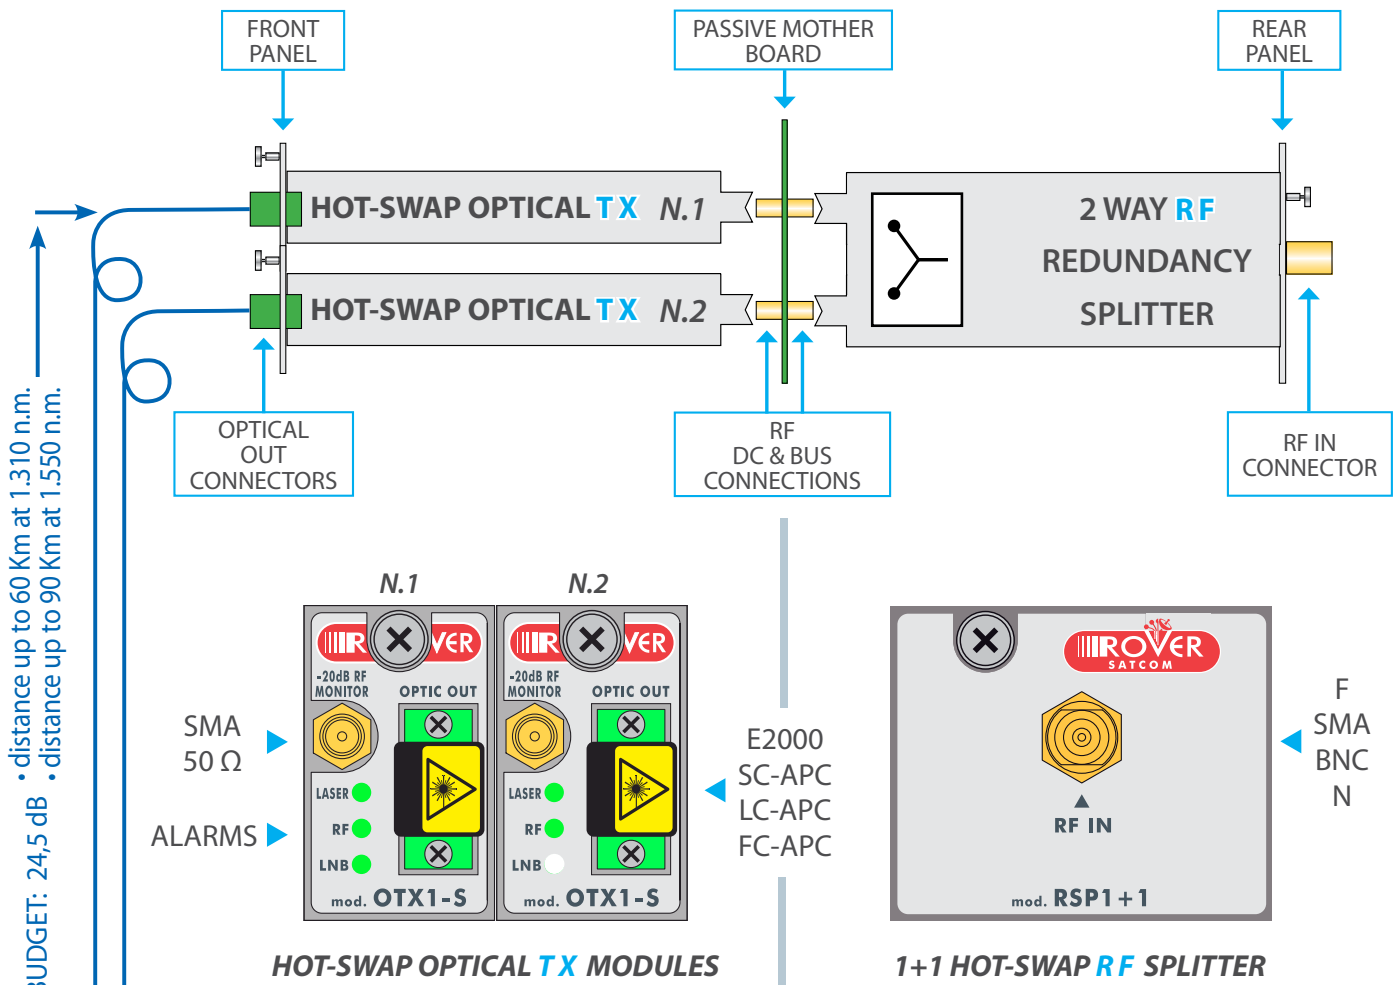 FRONT
PANEL
PASSIVE MOTHER
BOARD
REAR
PANEL
HOT-SWAP OPTICAL TX N.1
HOT-SWAP OPTICAL TX N.2
2 WAY RF
REDUNDANCY
SPLITTER
OPTICAL
OUT
CONNECTORS
RF
DC & BUS
CONNECTIONS
RF IN
CONNECTOR
• distance up to 60 Km at 1.310 n.m.
• distance up to 90 Km at 1.550 n.m.
BUDGET: 24,5 dB
N.1
N.2
ROVER
-20dB RF
MONITOR
OPTIC OUT
LASER
RF
LNB
mod. OTX1-S
ROVER
-20dB RF
MONITOR
OPTIC OUT
LASER
RF
LNB
mod. OTX1-S
SMA
50 Ω
ALARMS
E2000
SC-APC
LC-APC
FC-APC
ROVER
SATCOM
RF IN
mod. RSP1+1
F
SMA
BNC
N
HOT-SWAP OPTICAL TX MODULES
1+1 HOT-SWAP RF SPLITTER